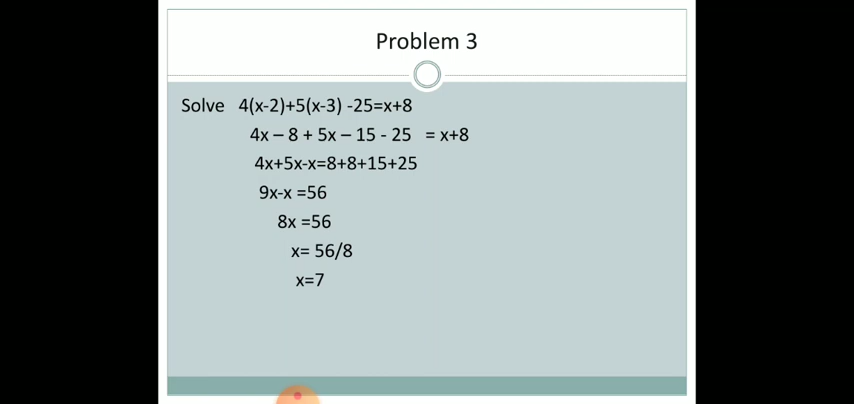 Problem 3
Solve 4(x-2)+5(x-3) -25=x+8
4x – 8 + 5x – 15 - 25 = x+8
4x+5x-x=8+8+15+25
9x-x =56
8x =56
x= 56/8
x=7